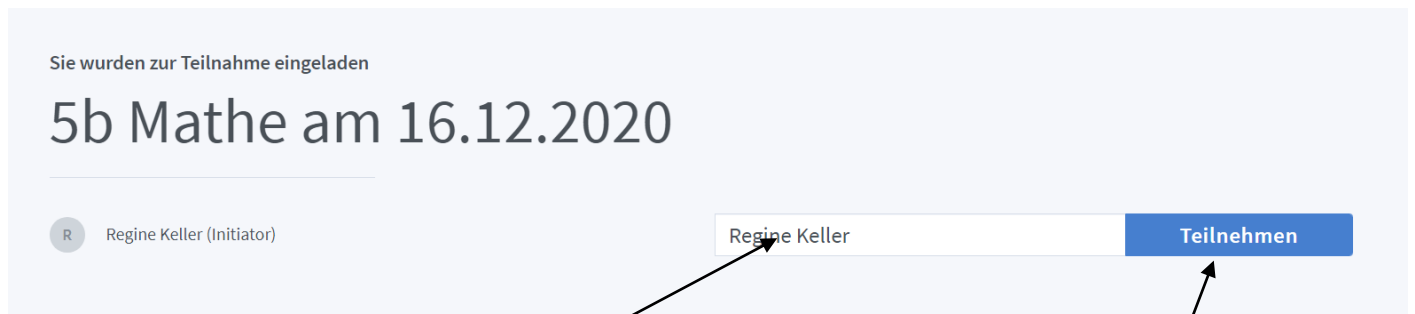 Sie wurden zur Teilnahme eingeladen
5b Mathe am 16.12.2020
R
Regine Keller (Initiator)
Regine Keller
Teilnehmen